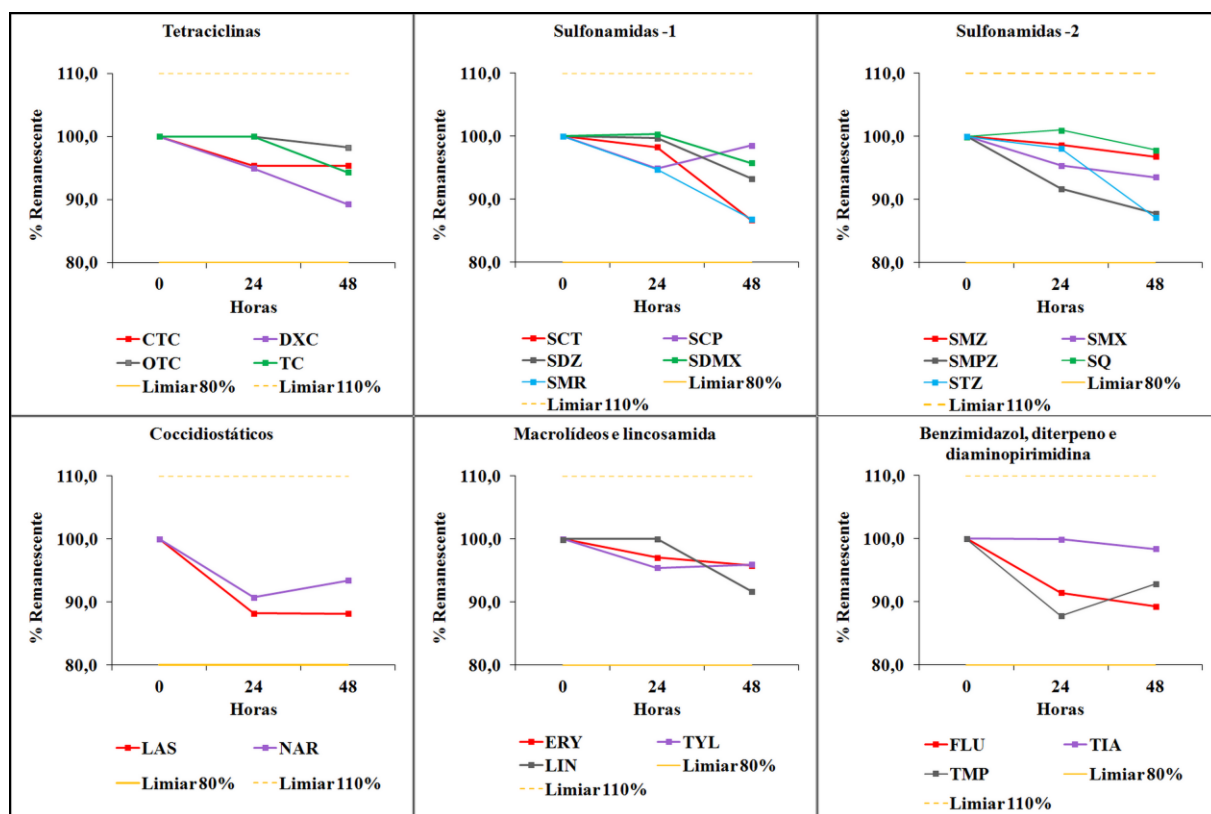 Tetraciclinas
110,0
100,0
90,0
80,0
% Remanescente
0 24 48
Horas
CTC DXC
OTC TC
Limiar 80% Limiar 110%
Sulfonamidas -1
110,0
100,0
90,0
80,0
% Remanescente
0 24 48
Horas
SCT SCP
SDZ SDMX
SMR Limiar 80%
Limiar 110%
Sulfonamidas -2
110,0
100,0
90,0
80,0
% Remanescente
0 24 48
Horas
SMZ SMX
SMPZ SQ
STZ Limiar 80%
Limiar 110%
Coccidiostáticos
110,0
100,0
90,0
80,0
% Remanescente
0 24 48
Horas
LAS NAR
Limiar 80% Limiar 110%
Macrolídeos e lincosamida
110,0
100,0
90,0
80,0
% Remanescente
0 24 48
Horas
ERY TYL
LIN Limiar 80%
Limiar 110%
Benzimidazol, diterpeno e
diaminopirimidina
110,0
100,0
90,0
80,0
% Remanescente
0 24 48
Horas
FLU TIA
TMP Limiar 80%
Limiar 110%